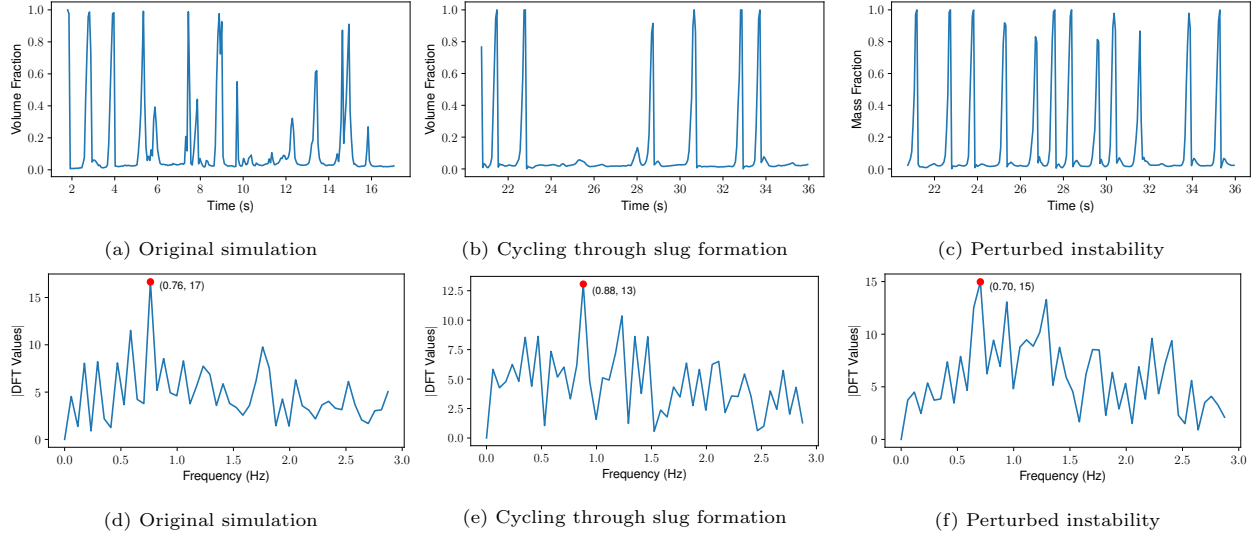 1.0
0.8
0.6
0.4
0.2
0.0
Volume Fraction
2 4 6 8 10 12 14 16
Time (s)
(a) Original simulation
1.0
0.8
0.6
0.4
0.2
0.0
Volume Fraction
22 24 26 28 30 32 34 36
Time (s)
(b) Cycling through slug formation
1.0
0.8
0.6
0.4
0.2
0.0
Mass Fraction
22 24 26 28 30 32 34 36
Time (s)
(c) Perturbed instability
15
10
5
0
|DFT Values|
(0.76, 17)
0.0 0.5 1.0 1.5 2.0 2.5 3.0
Frequency (Hz)
(d) Original simulation
12.5
10.0
7.5
5.0
2.5
0.0
|DFT Values|
(0.88, 13)
0.0 0.5 1.0 1.5 2.0 2.5 3.0
Frequency (Hz)
(e) Cycling through slug formation
15
10
5
0
|DFT Values|
(0.70, 15)
0.0 0.5 1.0 1.5 2.0 2.5 3.0
Frequency (Hz)
(f) Perturbed instability